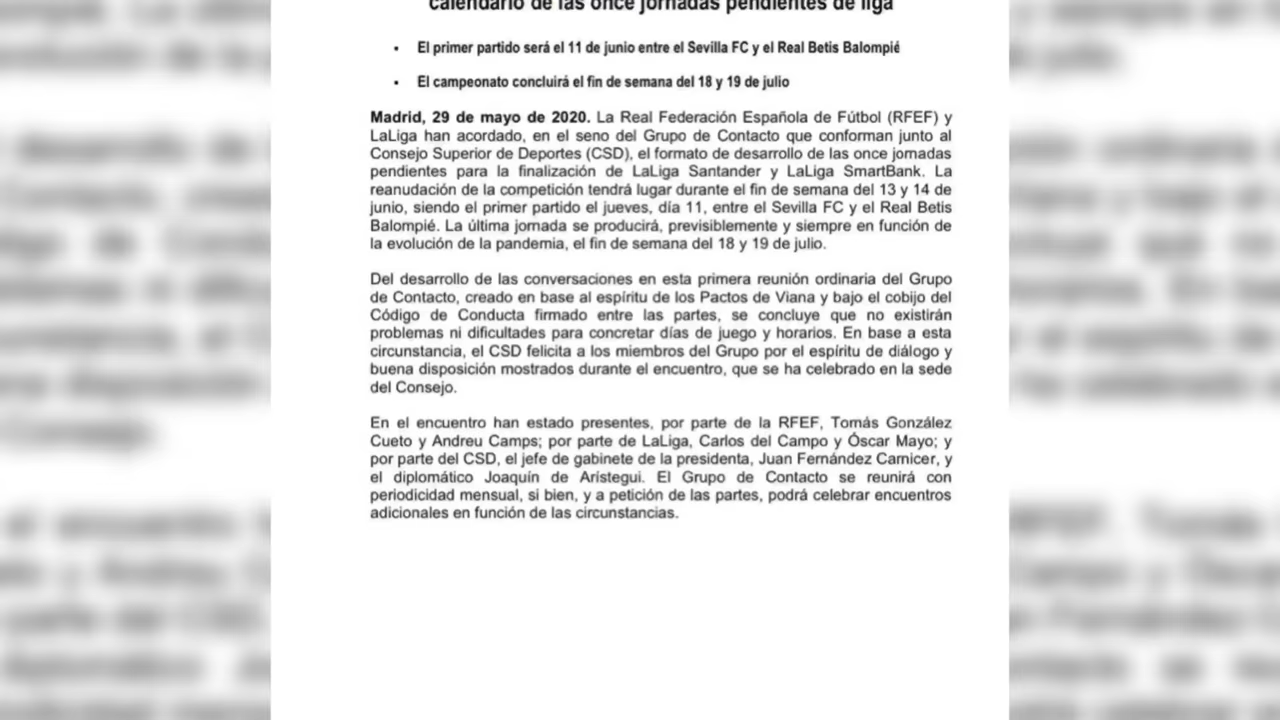 calendario de las once jornadas pendientes de liga
• El primer partido será el 11 de junio entre el Sevilla FC y el Real Betis Balompié
• El campeonato concluirá el fin de semana del 18 y 19 de julio
Madrid, 29 de mayo de 2020. La Real Federación Española de Fútbol (RFEF) y
LaLiga han acordado, en el seno del Grupo de Contacto que conforman junto al
Consejo Superior de Deportes (CSD), el formato de desarrollo de las once jornadas
pendientes para la finalización de LaLiga Santander y LaLiga SmartBank. La
reanudación de la competición tendrá lugar durante el fin de semana del 13 y 14 de
junio, siendo el primer partido el jueves, día 11, entre el Sevilla FC y el Real Betis
Balompié. La última jornada se producirá, previsiblemente y siempre en función de
la evolución de la pandemia, el fin de semana del 18 y 19 de julio.
Del desarrollo de las conversaciones en esta primera reunión ordinaria del Grupo
de Contacto, creado en base al espíritu de los Pactos de Viana y bajo el cobijo del
Código de Conducta firmado entre las partes, se concluye que no existirán
problemas ni dificultades para concretar días de juego y horarios. En base a esta
circunstancia, el CSD felicita a los miembros del Grupo por el espíritu de diálogo y
buena disposición mostrados durante el encuentro, que se ha celebrado en la sede
del Consejo.
En el encuentro han estado presentes, por parte de la RFEF, Tomás González
Cueto y Andreu Camps; por parte de LaLiga, Carlos del Campo y Óscar Mayo; y
por parte del CSD, el jefe de gabinete de la presidenta, Juan Fernández Carnicer, y
el diplomático Joaquín de Arístegui. El Grupo de Contacto se reunirá con
periodicidad mensual, si bien, y a petición de las partes, podrá celebrar encuentros
adicionales en función de las circunstancias.